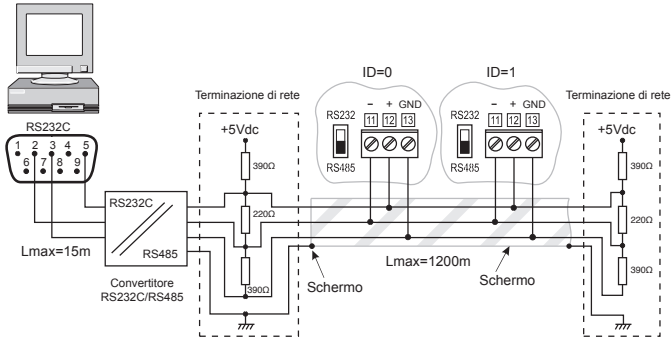 ID=0
ID=1
Terminazione di rete
Terminazione di rete
RS232
- + GND
RS232
- + GND
11 12 13
11 12 13
RS485
RS485
RS232C
1 2 3 4 5
6 7 8 9
+5Vdc
+5Vdc
390Ω
390Ω
220Ω
220Ω
390Ω
390Ω
RS232C
RS485
Lmax=15m
Lmax=1200m
Convertitore
RS232C/RS485
Schermo
Schermo